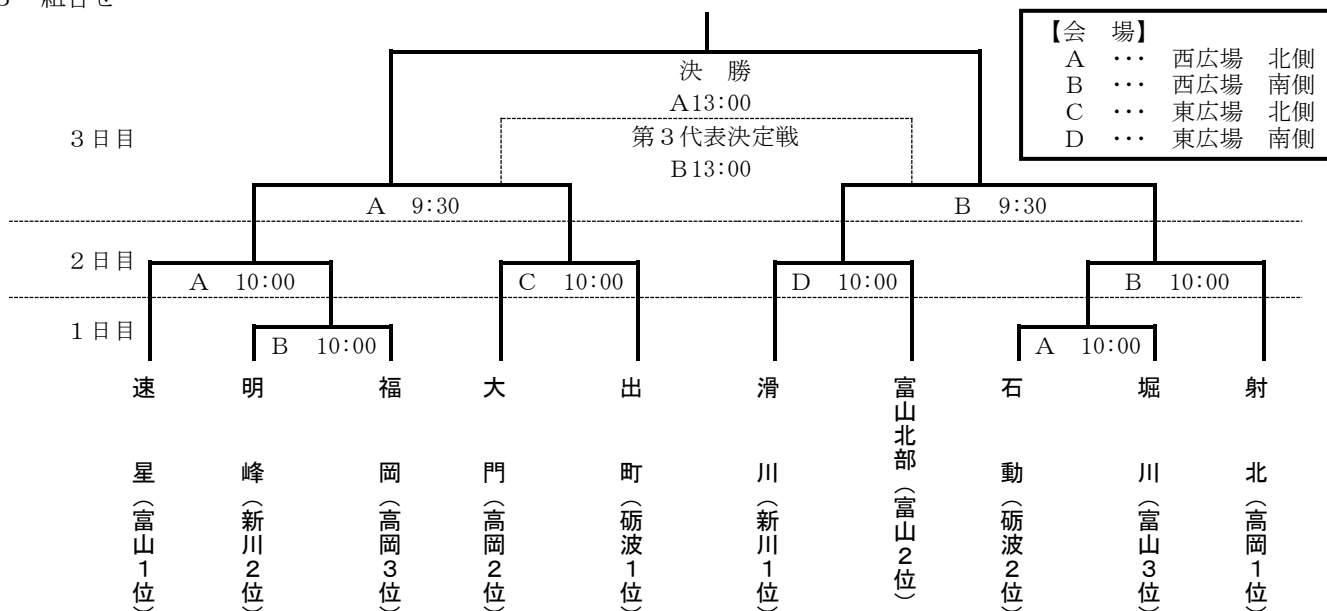 組合せ
【会　場】
A　･･･　西広場　北側
B　･･･　西広場　南側
C　･･･　東広場　北側
D　･･･　東広場　南側
決　勝
A13:00
3日目
第3代表決定戦
B13:00
A　9:30
B　9:30
2日目
A　10:00
C　10:00
D　10:00
B　10:00
1日目
B　10:00
A　10:00
速星(富山1位)
明峰(新川2位)
福岡(高岡3位)
大門(高岡2位)
出町(砺波1位)
滑川(新川1位)
富山北部(富山2位)
石動(砺波2位)
堀川(富山3位)
射北(高岡1位)